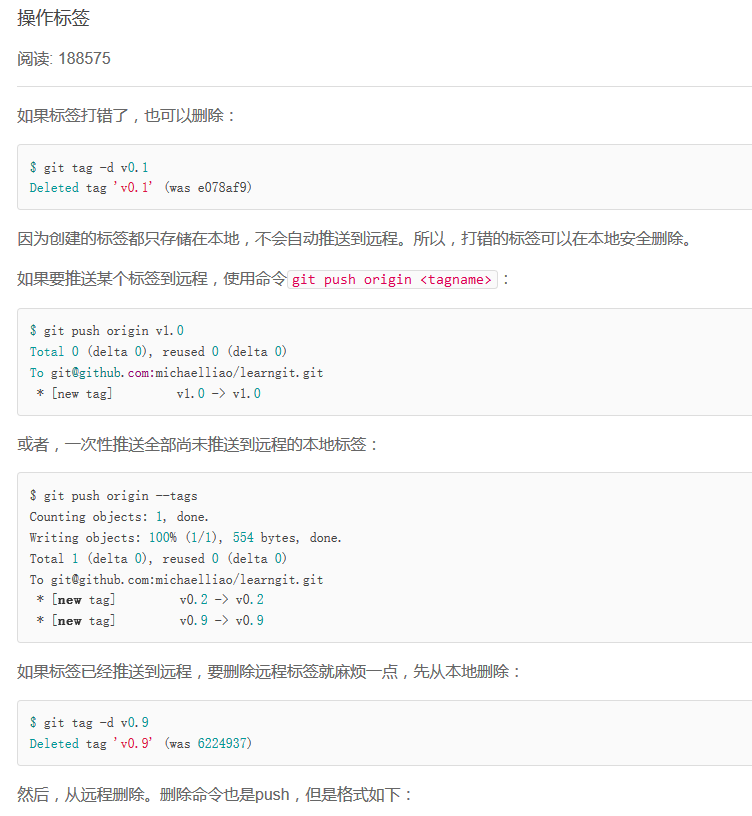 操作标签
阅读: 188575
如果标签打错了，也可以删除：
$ git tag -d v0.1
Deleted tag 'v0.1' (was e078af9)
因为创建的标签都只存储在本地，不会自动推送到远程。所以，打错的标签可以在本地安全删除。
如果要推送某个标签到远程，使用命令git push origin <tagname>：
$ git push origin v1.0
Total 0 (delta 0), reused 0 (delta 0)
To git@github.com:michaelliao/learngit.git
 * [new tag]         v1.0 -> v1.0
或者，一次性推送全部尚未推送到远程的本地标签：
$ git push origin --tags
Counting objects: 1, done.
Writing objects: 100% (1/1), 554 bytes, done.
Total 1 (delta 0), reused 0 (delta 0)
To git@github.com:michaelliao/learngit.git
 * [new tag]         v0.2 -> v0.2
 * [new tag]         v0.9 -> v0.9
如果标签已经推送到远程，要删除远程标签就麻烦一点，先从本地删除：
$ git tag -d v0.9
Deleted tag 'v0.9' (was 6224937)
然后，从远程删除。删除命令也是push，但是格式如下：